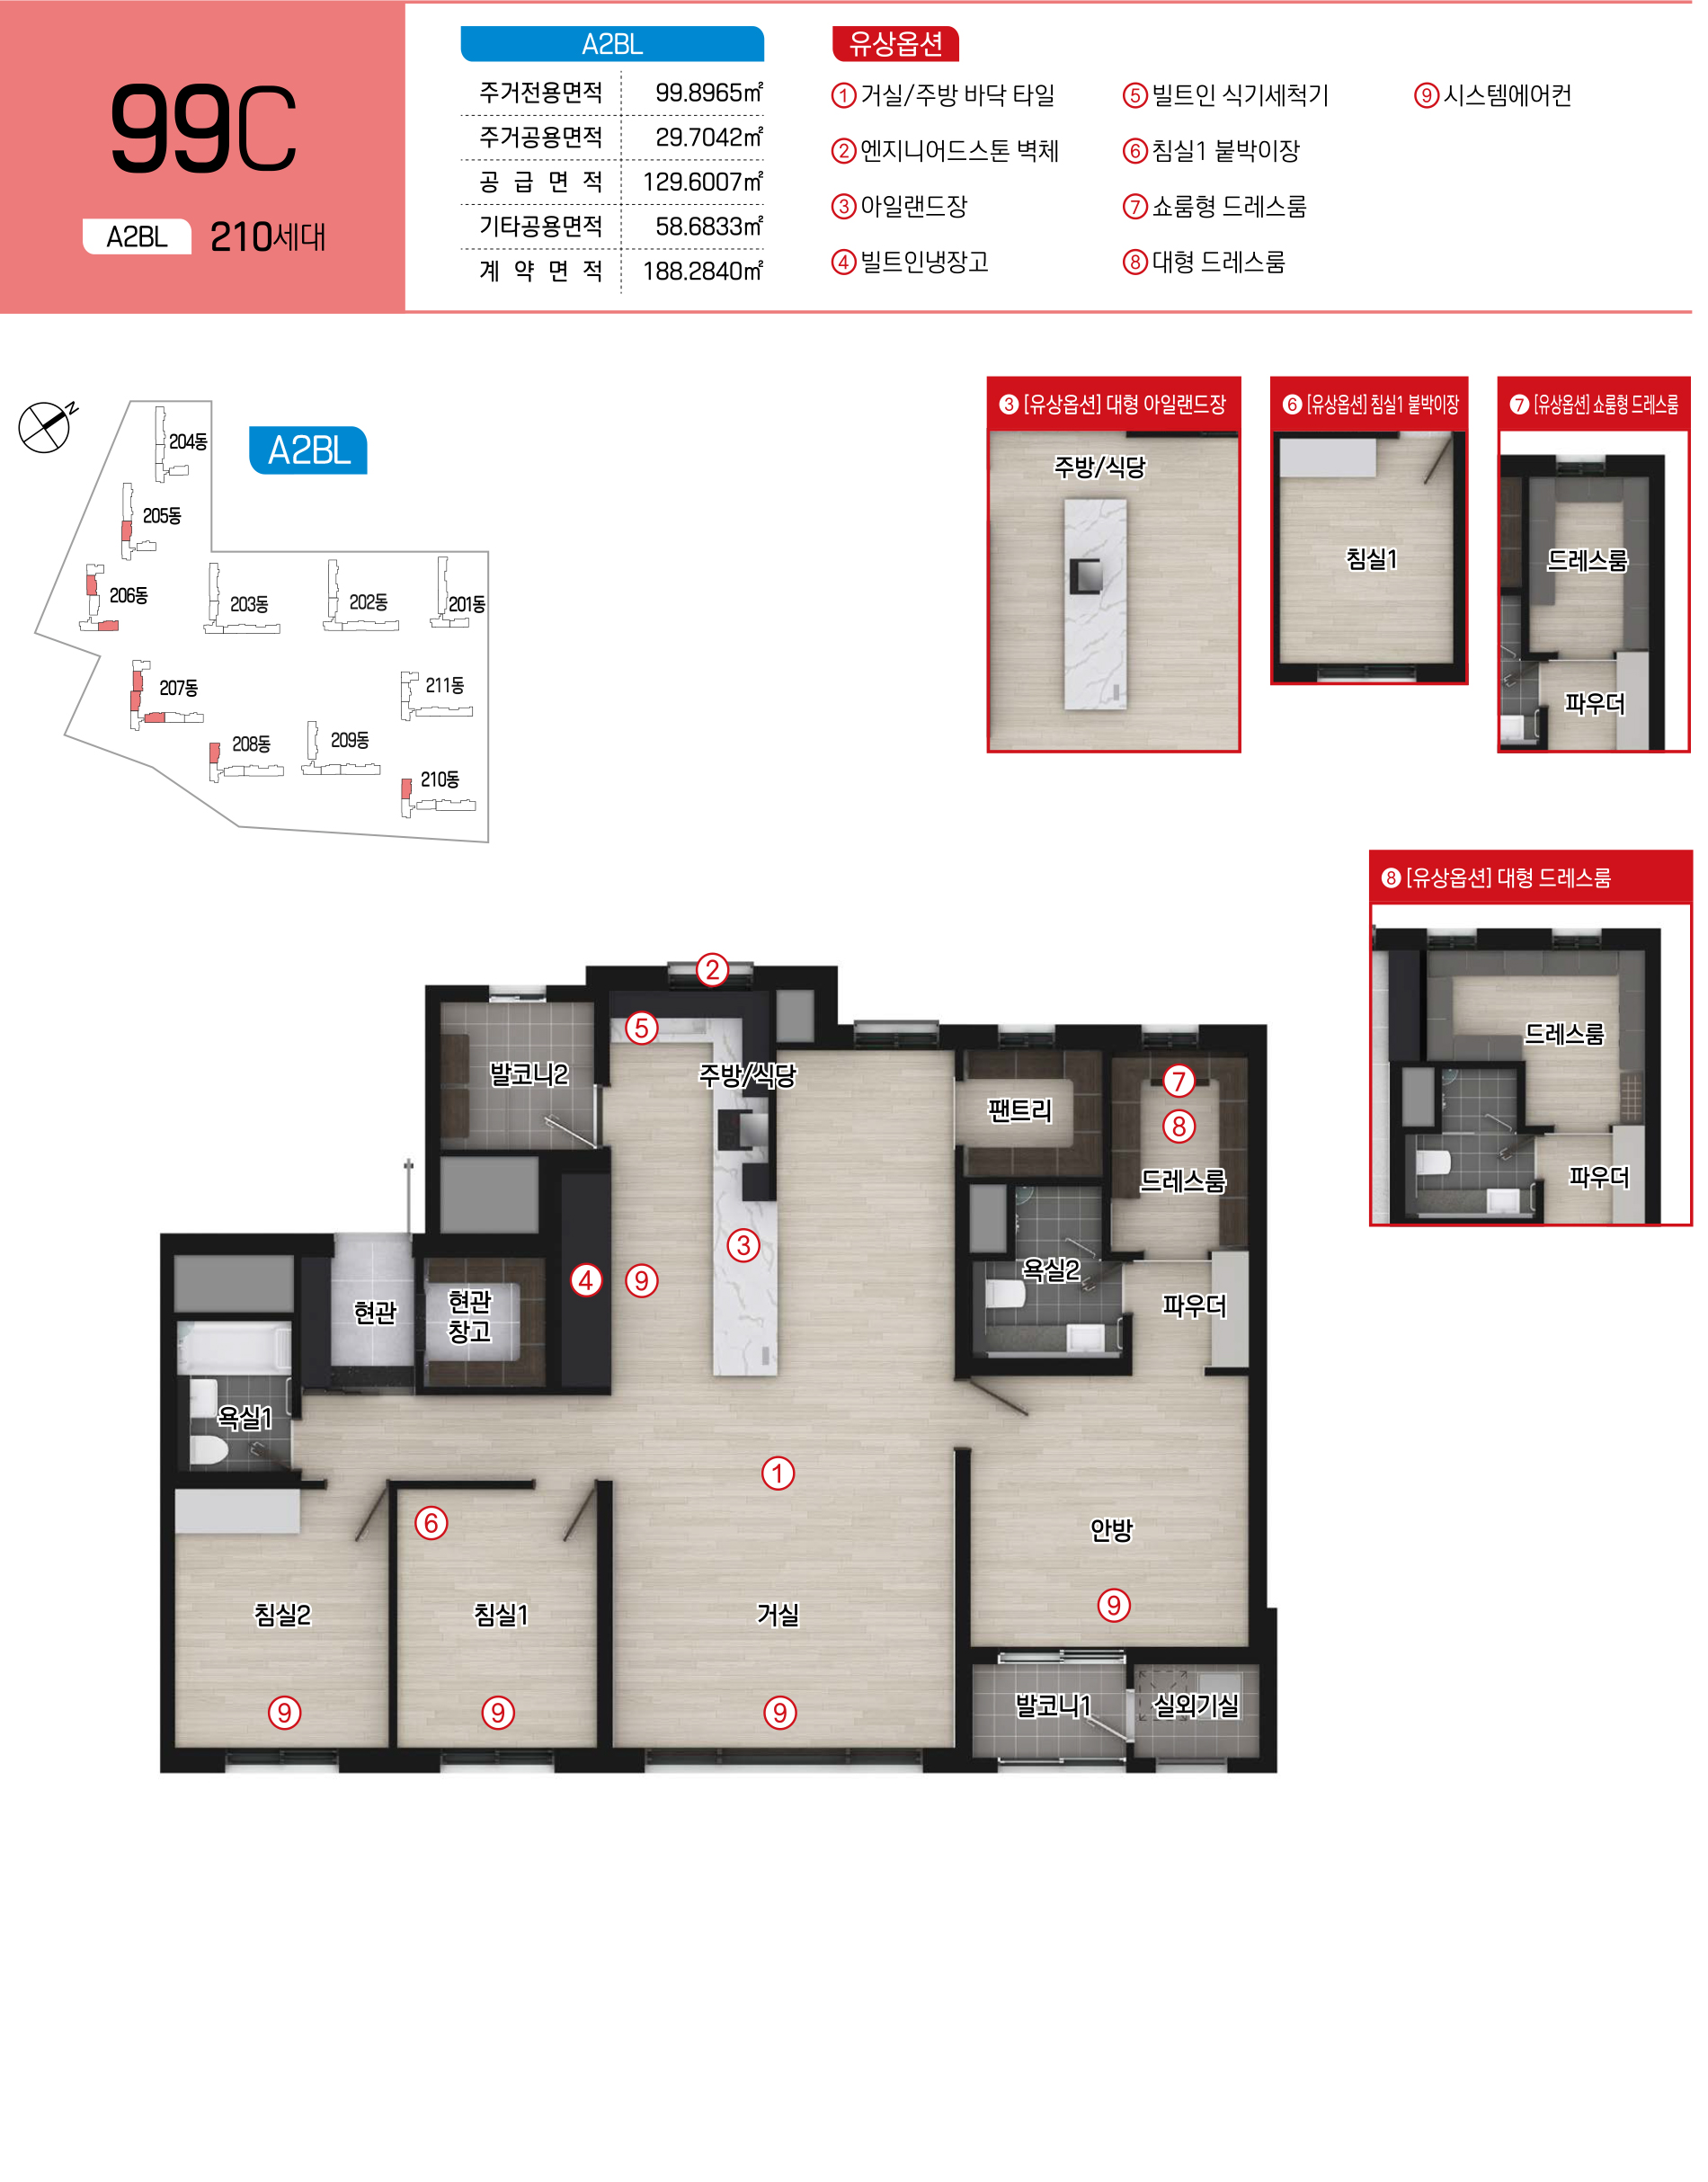 99C
A2BL 210세대
A2BL
주거전용면적 99.8965㎡
주거공용면적 29.7042㎡
공 급 면 적 129.6007㎡
기타공용면적 58.6833㎡
계 약 면 적 188.2840㎡
유상옵션
① 거실/주방 바닥 타일
② 엔지니어드스톤 벽체
③ 아일랜드장
④ 빌트인냉장고
⑤ 빌트인 식기세척기
⑥ 침실1 붙박이장
⑦ 쇼룸형 드레스룸
⑧ 대형 드레스룸
⑨ 시스템에어컨
N
A2BL
204동
205동
206동
203동
202동
201동
207동
211동
208동
209동
210동
❸ [유상옵션] 대형 아일랜드장
주방/식당
❻ [유상옵션] 침실1 붙박이장
침실1
❼ [유상옵션] 쇼룸형 드레스룸
드레스룸
파우더
❽ [유상옵션] 대형 드레스룸
드레스룸
파우더
②
⑤
발코니2
주방/식당
팬트리
⑦
⑧
드레스룸
③
④
⑨
욕실2
파우더
현관
현관
창고
욕실1
①
⑥
안방
⑨
침실2
침실1
거실
⑨
⑨
⑨
발코니1
실외기실